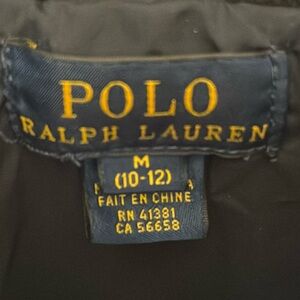 POLO
RALPH LAUREN
M
(10-12)
FAIT EN CHINE
RN 41381
CA 56658